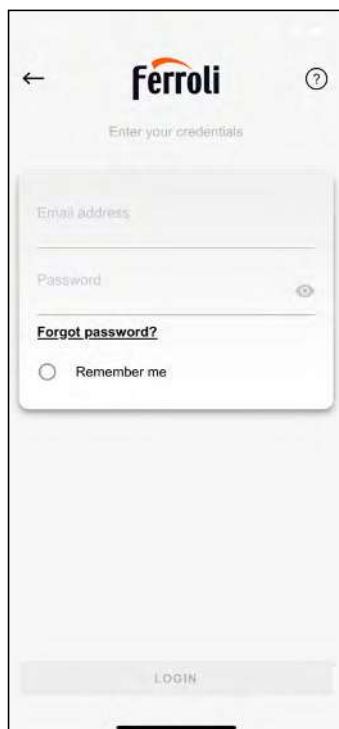 Ferroli
?
Enter your credentials
Email address
Password
Forgot password?
Remember me
LOGIN